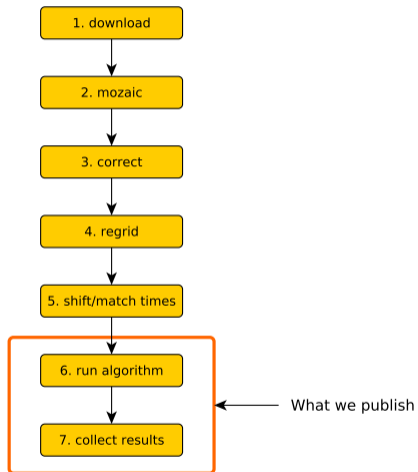 1. download
2. mozaic
3. correct
4. regrid
5. shift/match times
6. run algorithm
What we publish
7. collect results